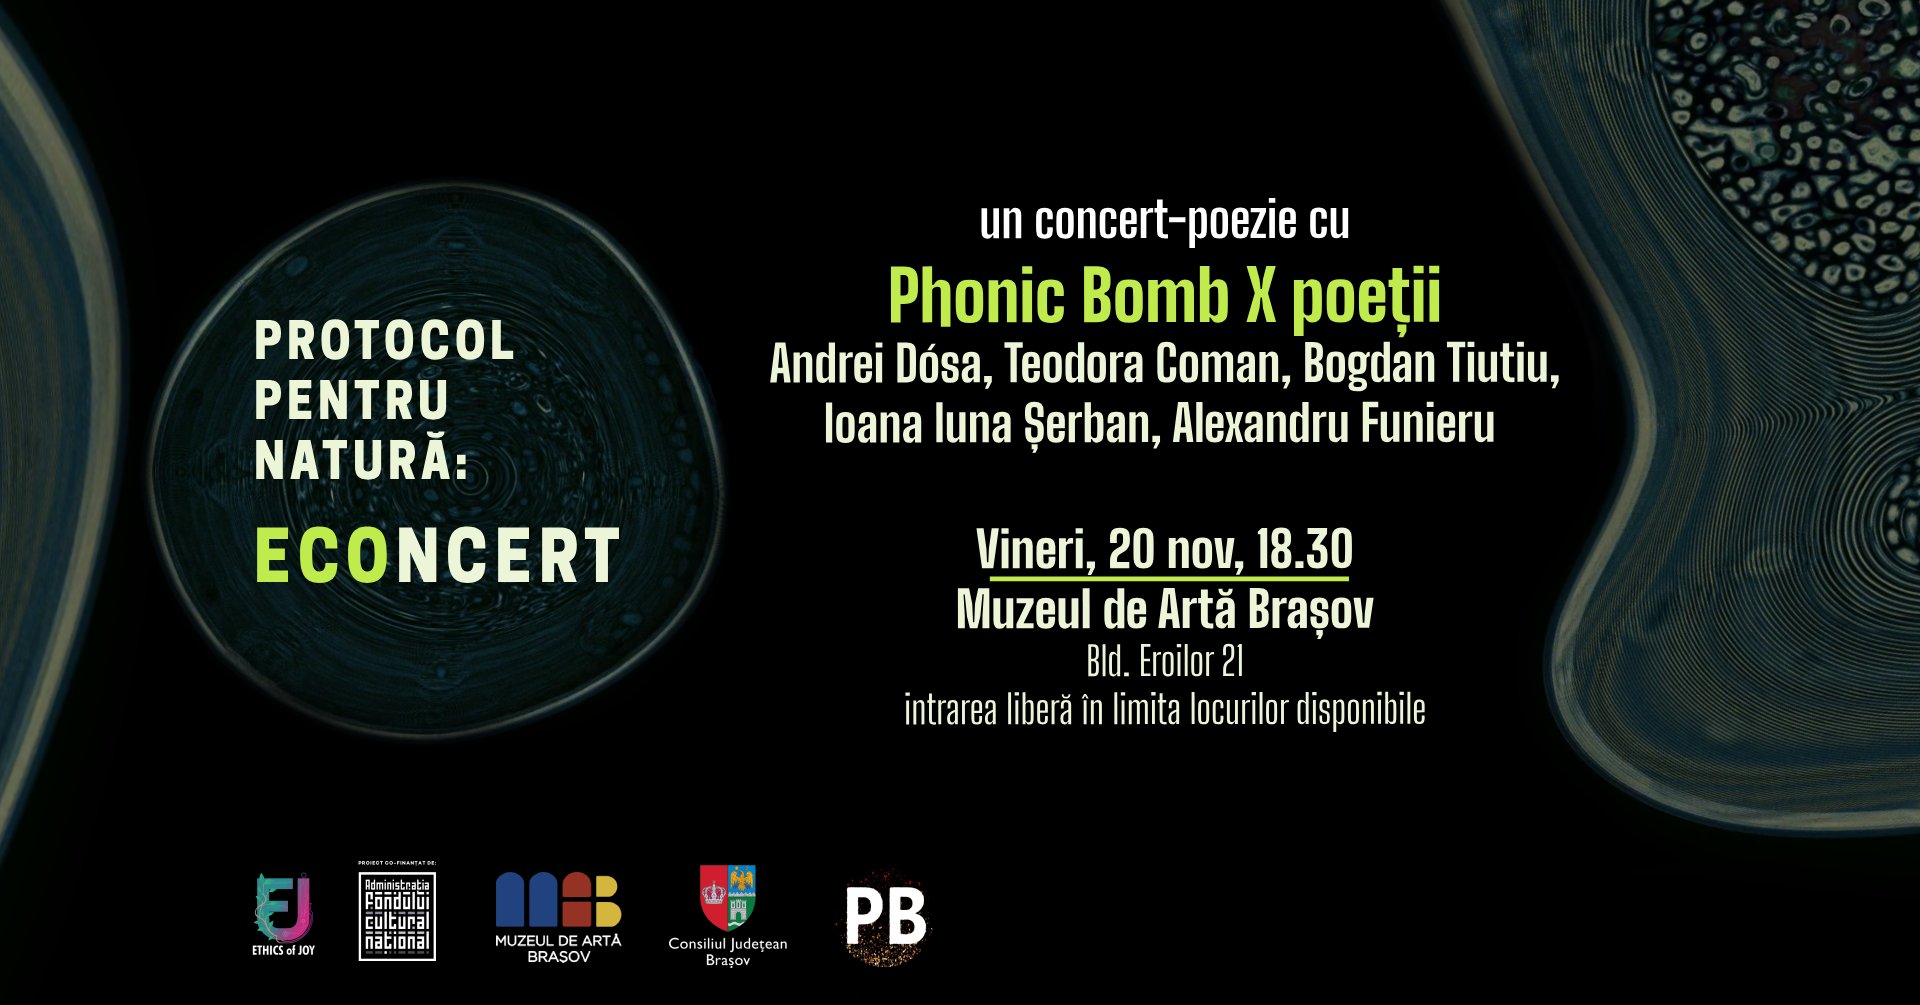 PROTOCOL
PENTRU
NATURĂ:
ECONCERT
un concert-poezie cu
Phonic Bomb X poeții
Andrei Dósa, Teodora Coman, Bogdan Tiutiu,
Ioana Iuna Șerban, Alexandru Funieru
Vineri, 20 nov, 18.30
Muzeul de Artă Brașov
Bld. Eroilor 21
intrarea liberă în limita locurilor disponibile
EJ
ETHICS of JOY
PROIECT CO-FINANȚAT DE:
Administrația
Fondului
cultural
național
MAB
MUZEUL DE ARTĂ
BRAȘOV
Consiliul Județean
Brașov
PB